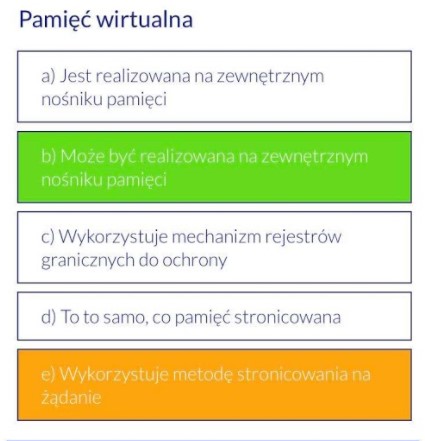 Pamięć wirtualna
a) Jest realizowana na zewnętrznym
nośniku pamięci
b) Może być realizowana na zewnętrznym
nośniku pamięci
c) Wykorzystuje mechanizm rejestrów
granicznych do ochrony
d) To to samo, co pamięć stronicowana
e) Wykorzystuje metodę stronicowania na
żądanie